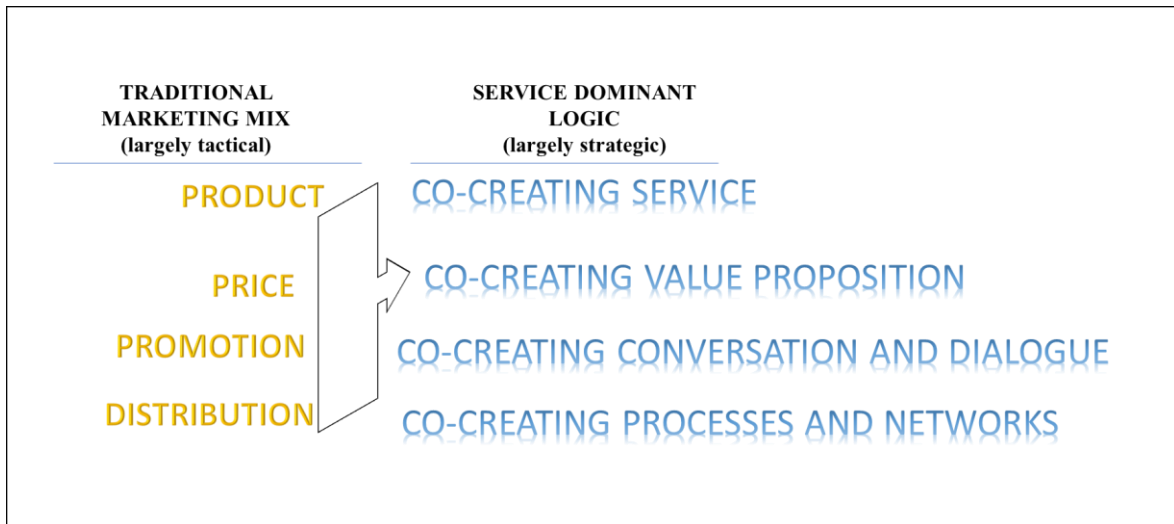 TRADITIONAL
MARKETING MIX
(largely tactical)
SERVICE DOMINANT
LOGIC
(largely strategic)
PRODUCT
CO-CREATING SERVICE
PRICE
CO-CREATING VALUE PROPOSITION
PROMOTION
CO-CREATING CONVERSATION AND DIALOGUE
DISTRIBUTION
CO-CREATING PROCESSES AND NETWORKS